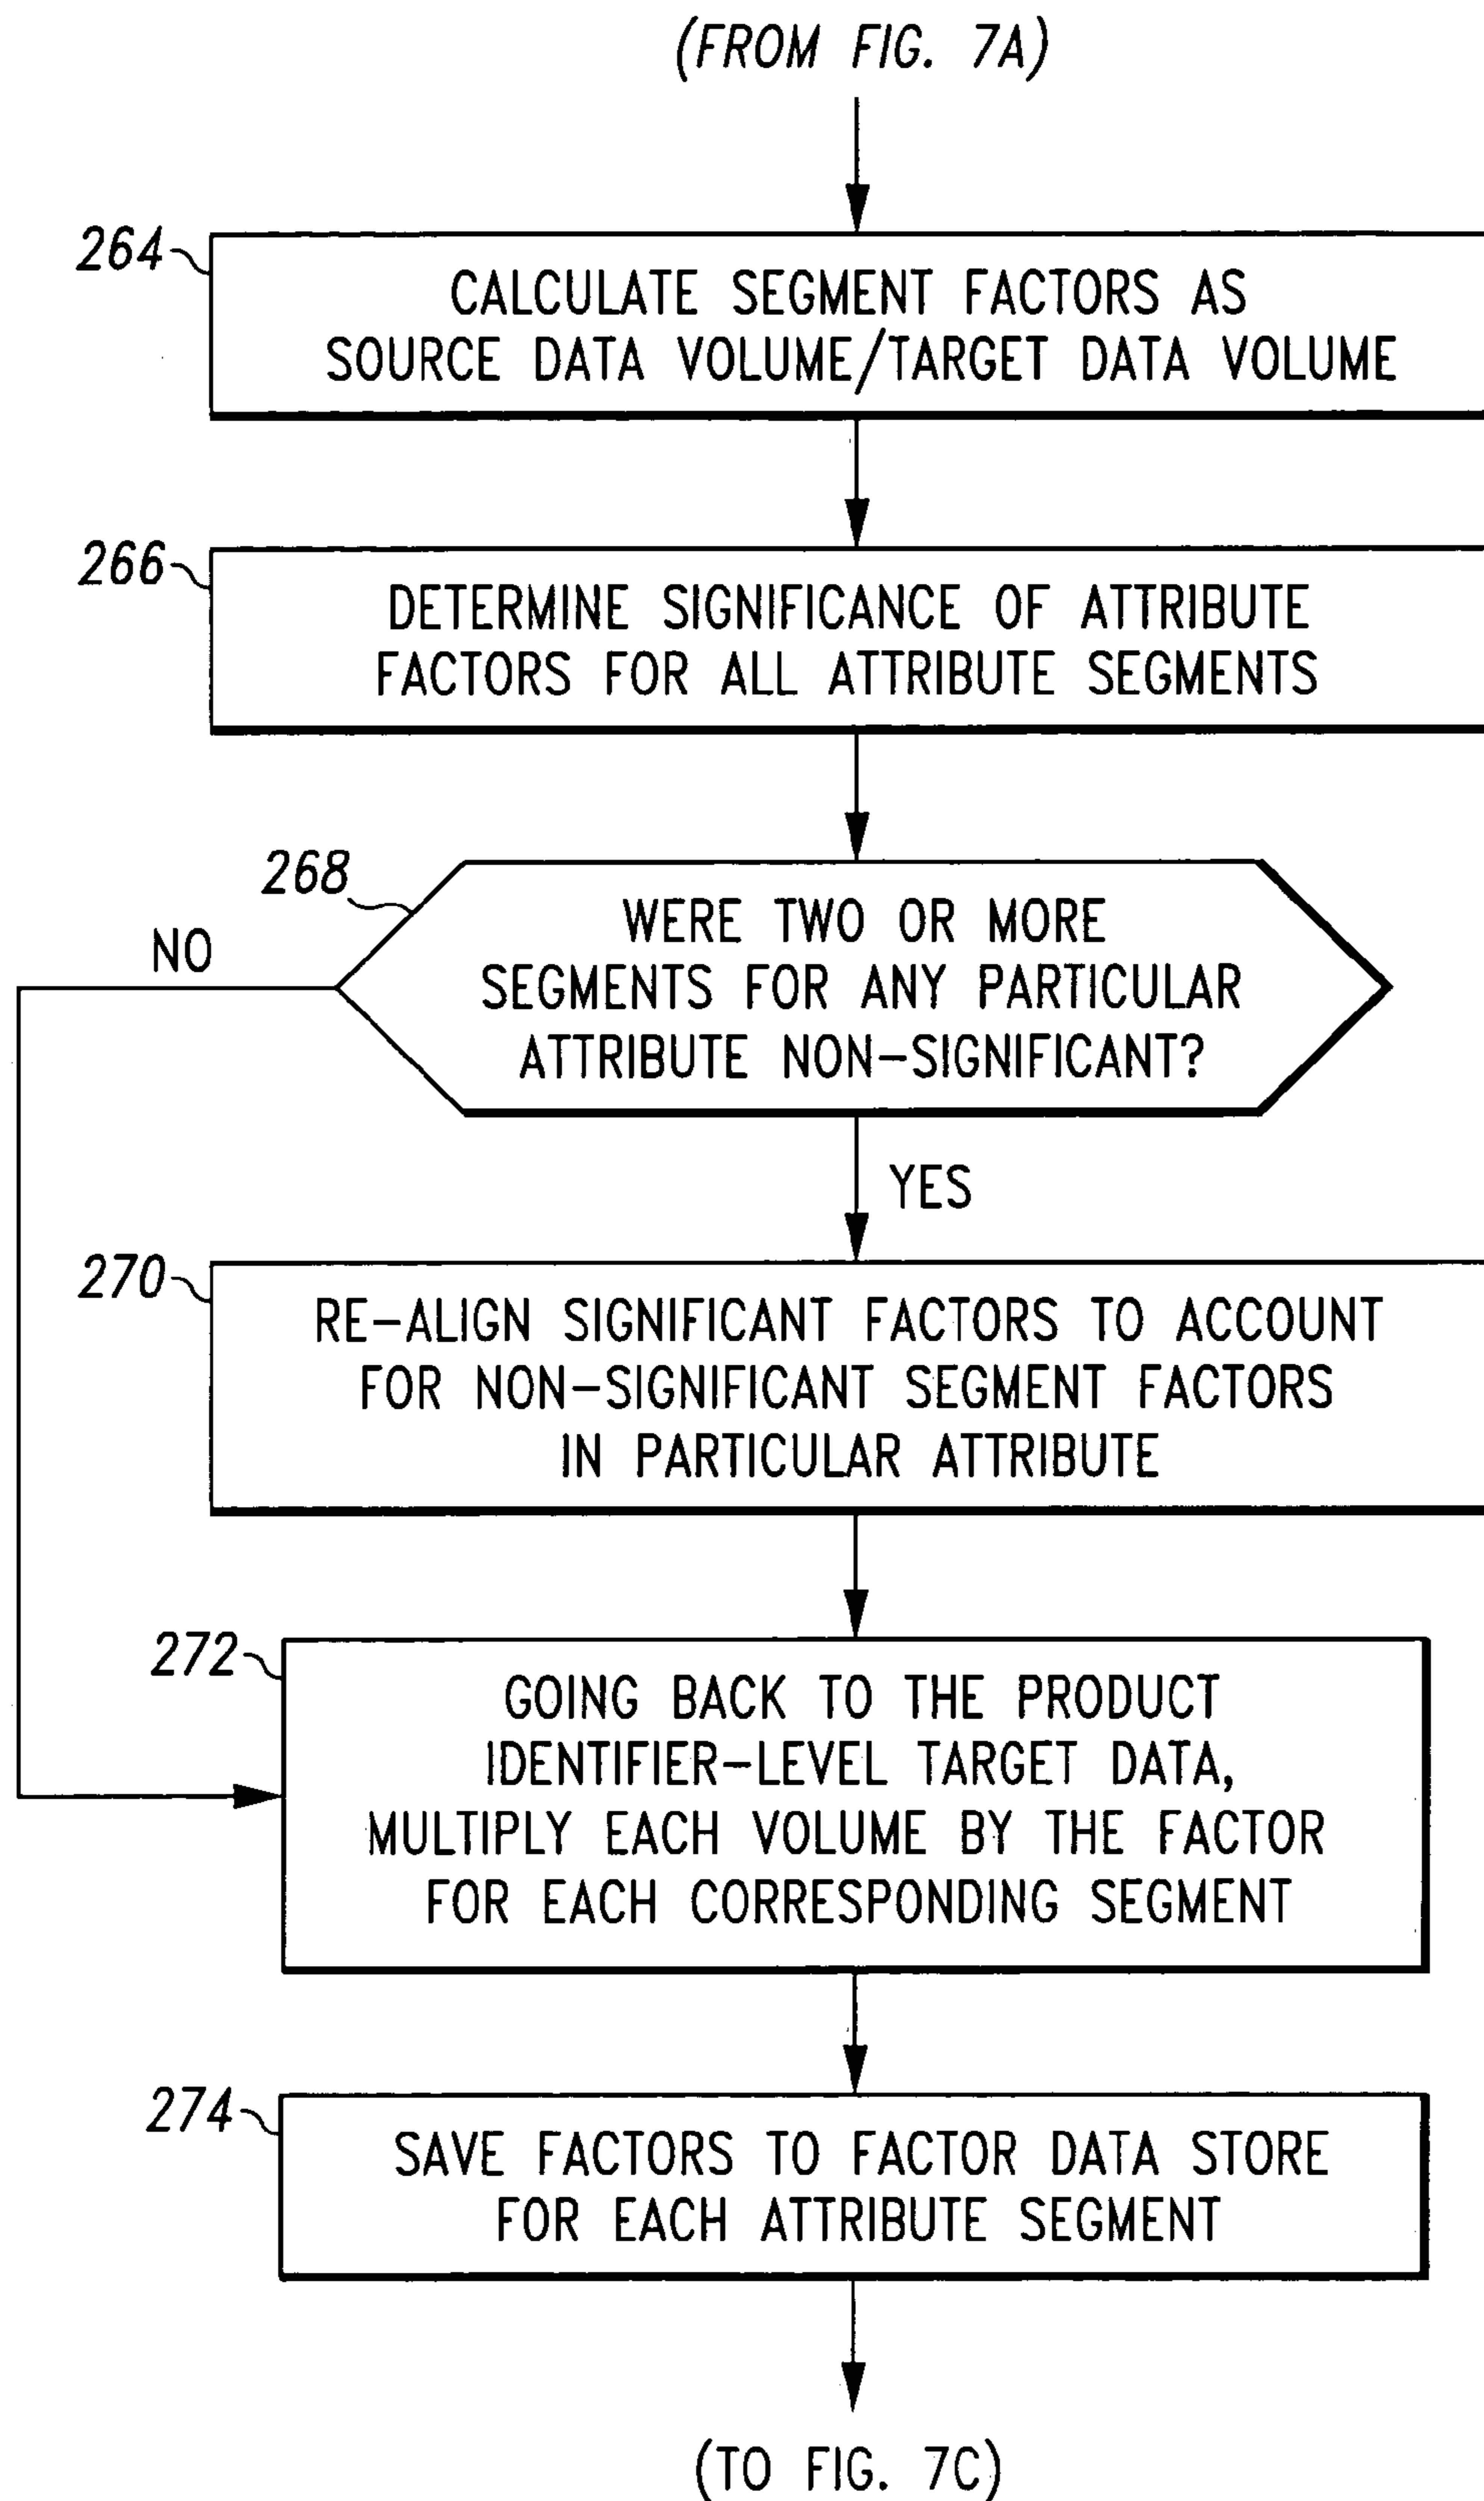 (FROM FIG. 7A)
264
CALCULATE SEGMENT FACTORS AS
SOURCE DATA VOLUME/TARGET DATA VOLUME
266
DETERMINE SIGNIFICANCE OF ATTRIBUTE
FACTORS FOR ALL ATTRIBUTE SEGMENTS
268
NO
WERE TWO OR MORE
SEGMENTS FOR ANY PARTICULAR
ATTRIBUTE NON-SIGNIFICANT?
YES
270
RE-ALIGN SIGNIFICANT FACTORS TO ACCOUNT
FOR NON-SIGNIFICANT SEGMENT FACTORS
IN PARTICULAR ATTRIBUTE
272
GOING BACK TO THE PRODUCT
IDENTIFIER-LEVEL TARGET DATA,
MULTIPLY EACH VOLUME BY THE FACTOR
FOR EACH CORRESPONDING SEGMENT
274
SAVE FACTORS TO FACTOR DATA STORE
FOR EACH ATTRIBUTE SEGMENT
(TO FIG. 7C)